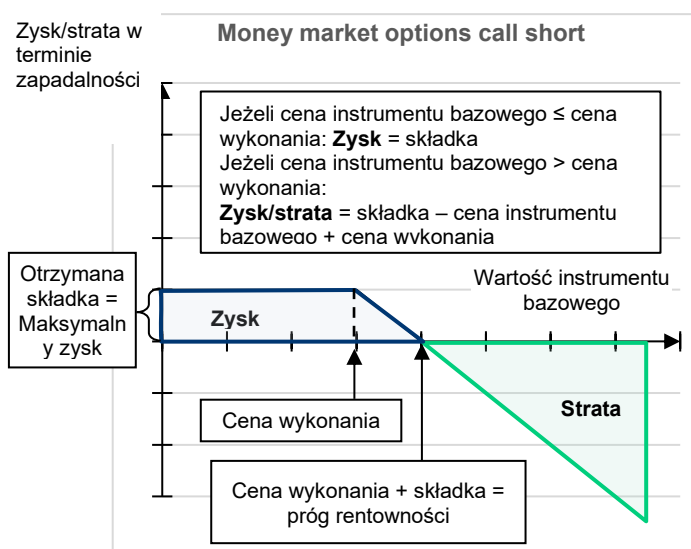 Zysk/strata w
terminie
zapadalności
Money market options call short
Jeżeli cena instrumentu bazowego ≤ cena
wykonania: Zysk = składka
Jeżeli cena instrumentu bazowego > cena
wykonania:
Zysk/strata = składka – cena instrumentu
bazowego + cena wykonania
Otrzymana
składka =
Maksymaln
y zysk
Wartość instrumentu
bazowego
Zysk
Strata
Cena wykonania
Cena wykonania + składka =
próg rentowności